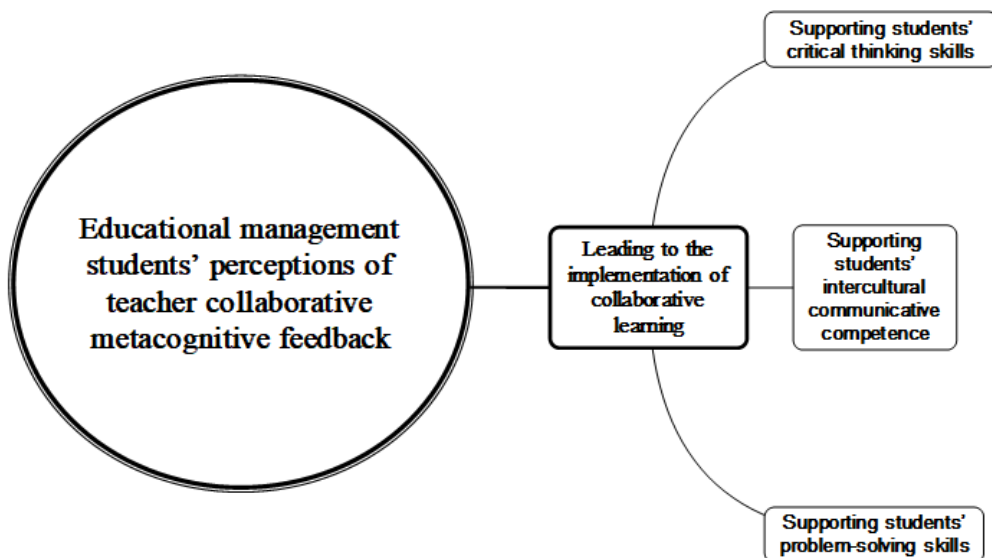 Educational management
students’ perceptions of
teacher collaborative
metacognitive feedback
Leading to the
implementation of
collaborative
learning
Supporting students’
critical thinking skills
Supporting
students’
intercultural
communicative
competence
Supporting students’
problem-solving skills